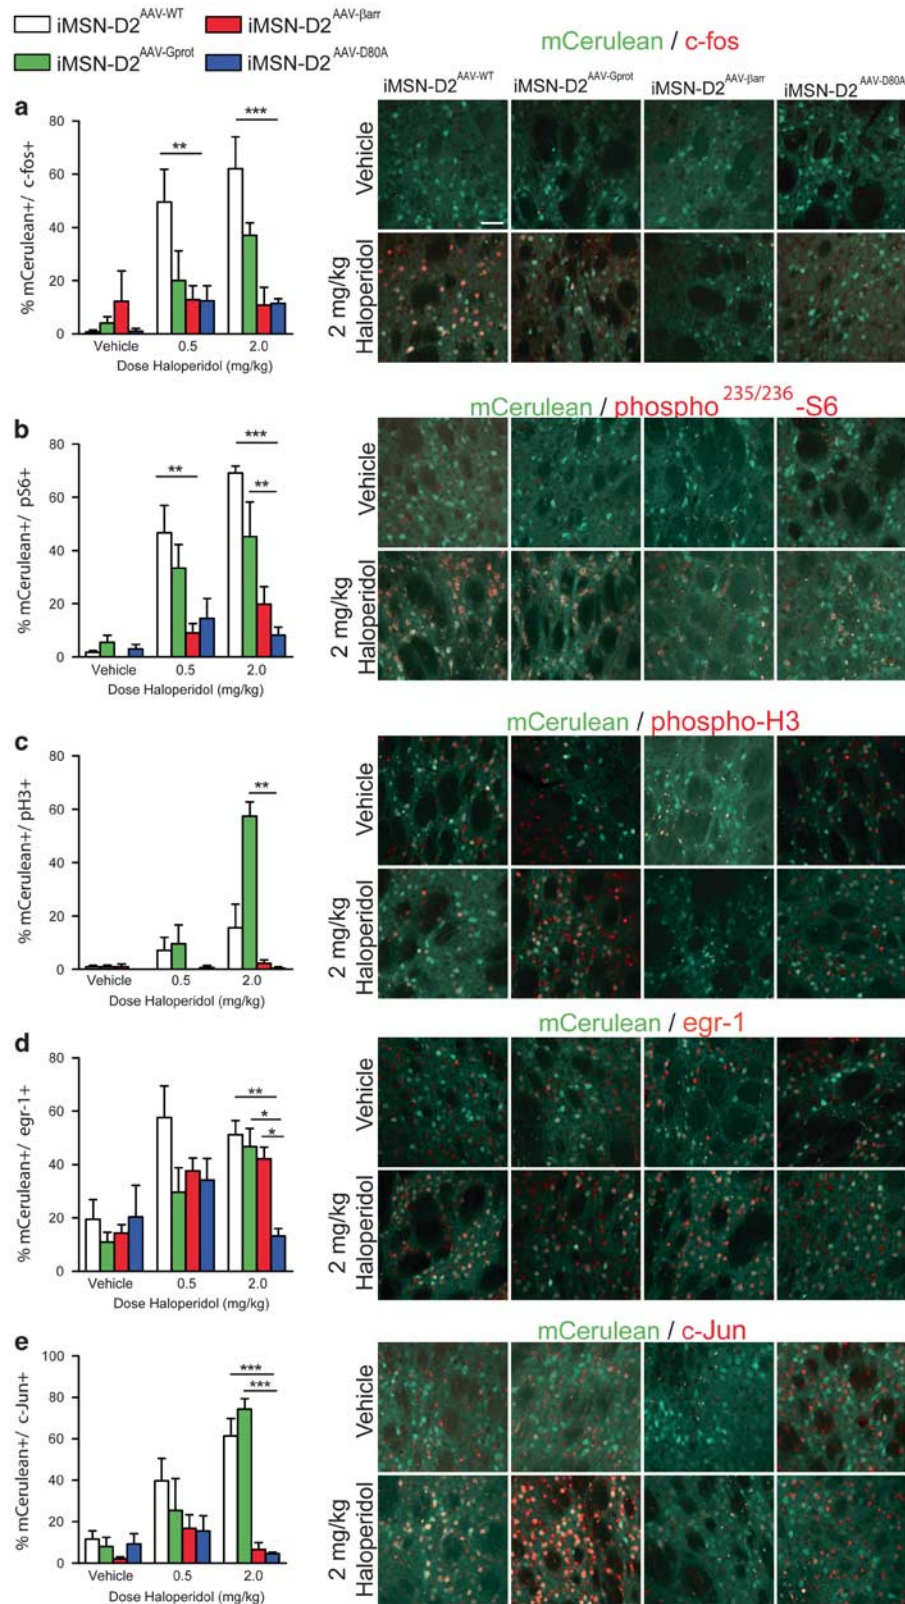 iMSN-D2AAV-WT iMSN-D2AAV-βarr
iMSN-D2AAV-Gprot iMSN-D2AAV-D80A
mCerulean / c-fos
iMSN-D2AAV-WT iMSN-D2AAV-Gprot iMSN-D2AAV-βarr iMSN-D2AAV-D80A
a
% mCerulean+/ c-fos+
80
60
40
20
0
** ***
Vehicle 0.5 2.0
Dose Haloperidol (mg/kg)
Vehicle
2 mg/kg
Haloperidol
mCerulean / phospho235/236-S6
b
% mCerulean+/ pS6+
80
60
40
20
0
** *** **
Vehicle 0.5 2.0
Dose Haloperidol (mg/kg)
Vehicle
2 mg/kg
Haloperidol
mCerulean / phospho-H3
c
% mCerulean+/ pH3+
80
60
40
20
0
**
Vehicle 0.5 2.0
Dose Haloperidol (mg/kg)
Vehicle
2 mg/kg
Haloperidol
mCerulean / egr-1
d
% mCerulean+/ egr-1+
80
60
40
20
0
** * *
Vehicle 0.5 2.0
Dose Haloperidol (mg/kg)
Vehicle
2 mg/kg
Haloperidol
mCerulean / c-Jun
e
% mCerulean+/ c-Jun+
100
80
60
40
20
0
*** ***
Vehicle 0.5 2.0
Dose Haloperidol (mg/kg)
Vehicle
2 mg/kg
Haloperidol